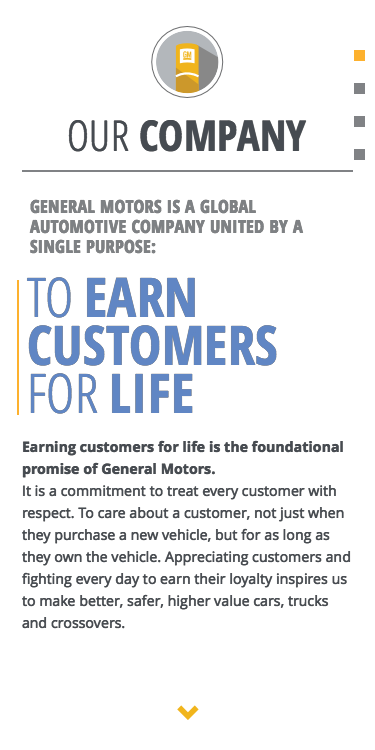 GM
OUR COMPANY
GENERAL MOTORS IS A GLOBAL
AUTOMOTIVE COMPANY UNITED BY A
SINGLE PURPOSE:
TO EARN
CUSTOMERS
FOR LIFE
Earning customers for life is the foundational
promise of General Motors.
It is a commitment to treat every customer with
respect. To care about a customer, not just when
they purchase a new vehicle, but for as long as
they own the vehicle. Appreciating customers and
fighting every day to earn their loyalty inspires us
to make better, safer, higher value cars, trucks
and crossovers.